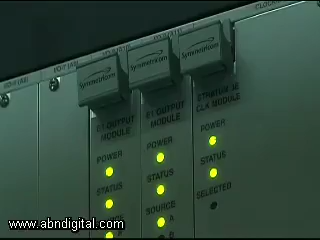 Symmetricom
Symmetricom
Symmetricom
E1 OUTPUT
MODULE
POWER
STATUS
SOURCE
E1 OUTPUT
MODULE
POWER
STATUS
SOURCE
A
B
STRATUM 3E
CLK MODULE
POWER
STATUS
SELECTED
www.abndigital.com